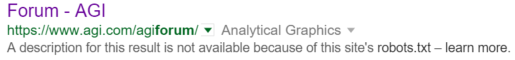 Forum - AGI
https://www.agi.com/agiforum/ Analytical Graphics
A description for this result is not available because of this site's robots.txt – learn more.